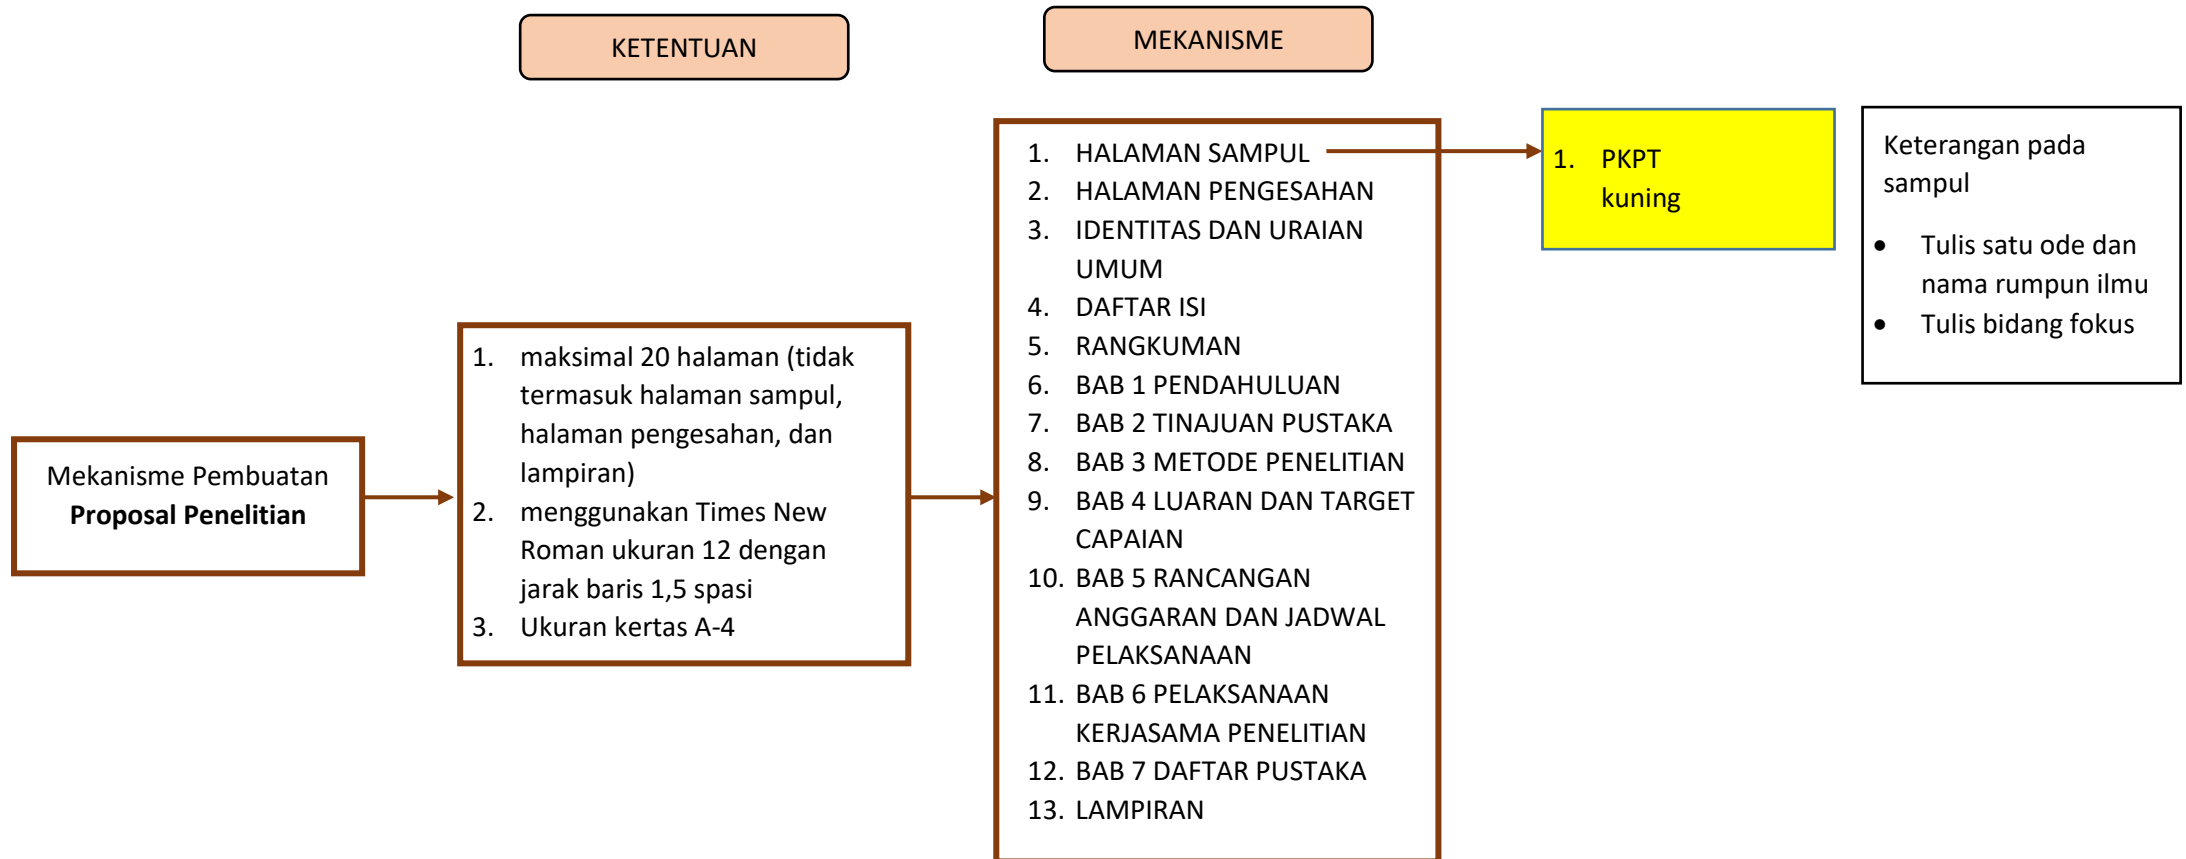 KETENTUAN
MEKANISME
Mekanisme Pembuatan
Proposal Penelitian
1. maksimal 20 halaman (tidak
termasuk halaman sampul,
halaman pengesahan, dan
lampiran)
2. menggunakan Times New
Roman ukuran 12 dengan
jarak baris 1,5 spasi
3. Ukuran kertas A-4
1. HALAMAN SAMPUL
2. HALAMAN PENGESAHAN
3. IDENTITAS DAN URAIAN
UMUM
4. DAFTAR ISI
5. RANGKUMAN
6. BAB 1 PENDAHULUAN
7. BAB 2 TINAJUAN PUSTAKA
8. BAB 3 METODE PENELITIAN
9. BAB 4 LUARAN DAN TARGET
CAPAIAN
10. BAB 5 RANCANGAN
ANGGARAN DAN JADWAL
PELAKSANAAN
11. BAB 6 PELAKSANAAN
KERJASAMA PENELITIAN
12. BAB 7 DAFTAR PUSTAKA
13. LAMPIRAN
1. PKPT
kuning
Keterangan pada
sampul
• Tulis satu ode dan
nama rumpun ilmu
• Tulis bidang fokus